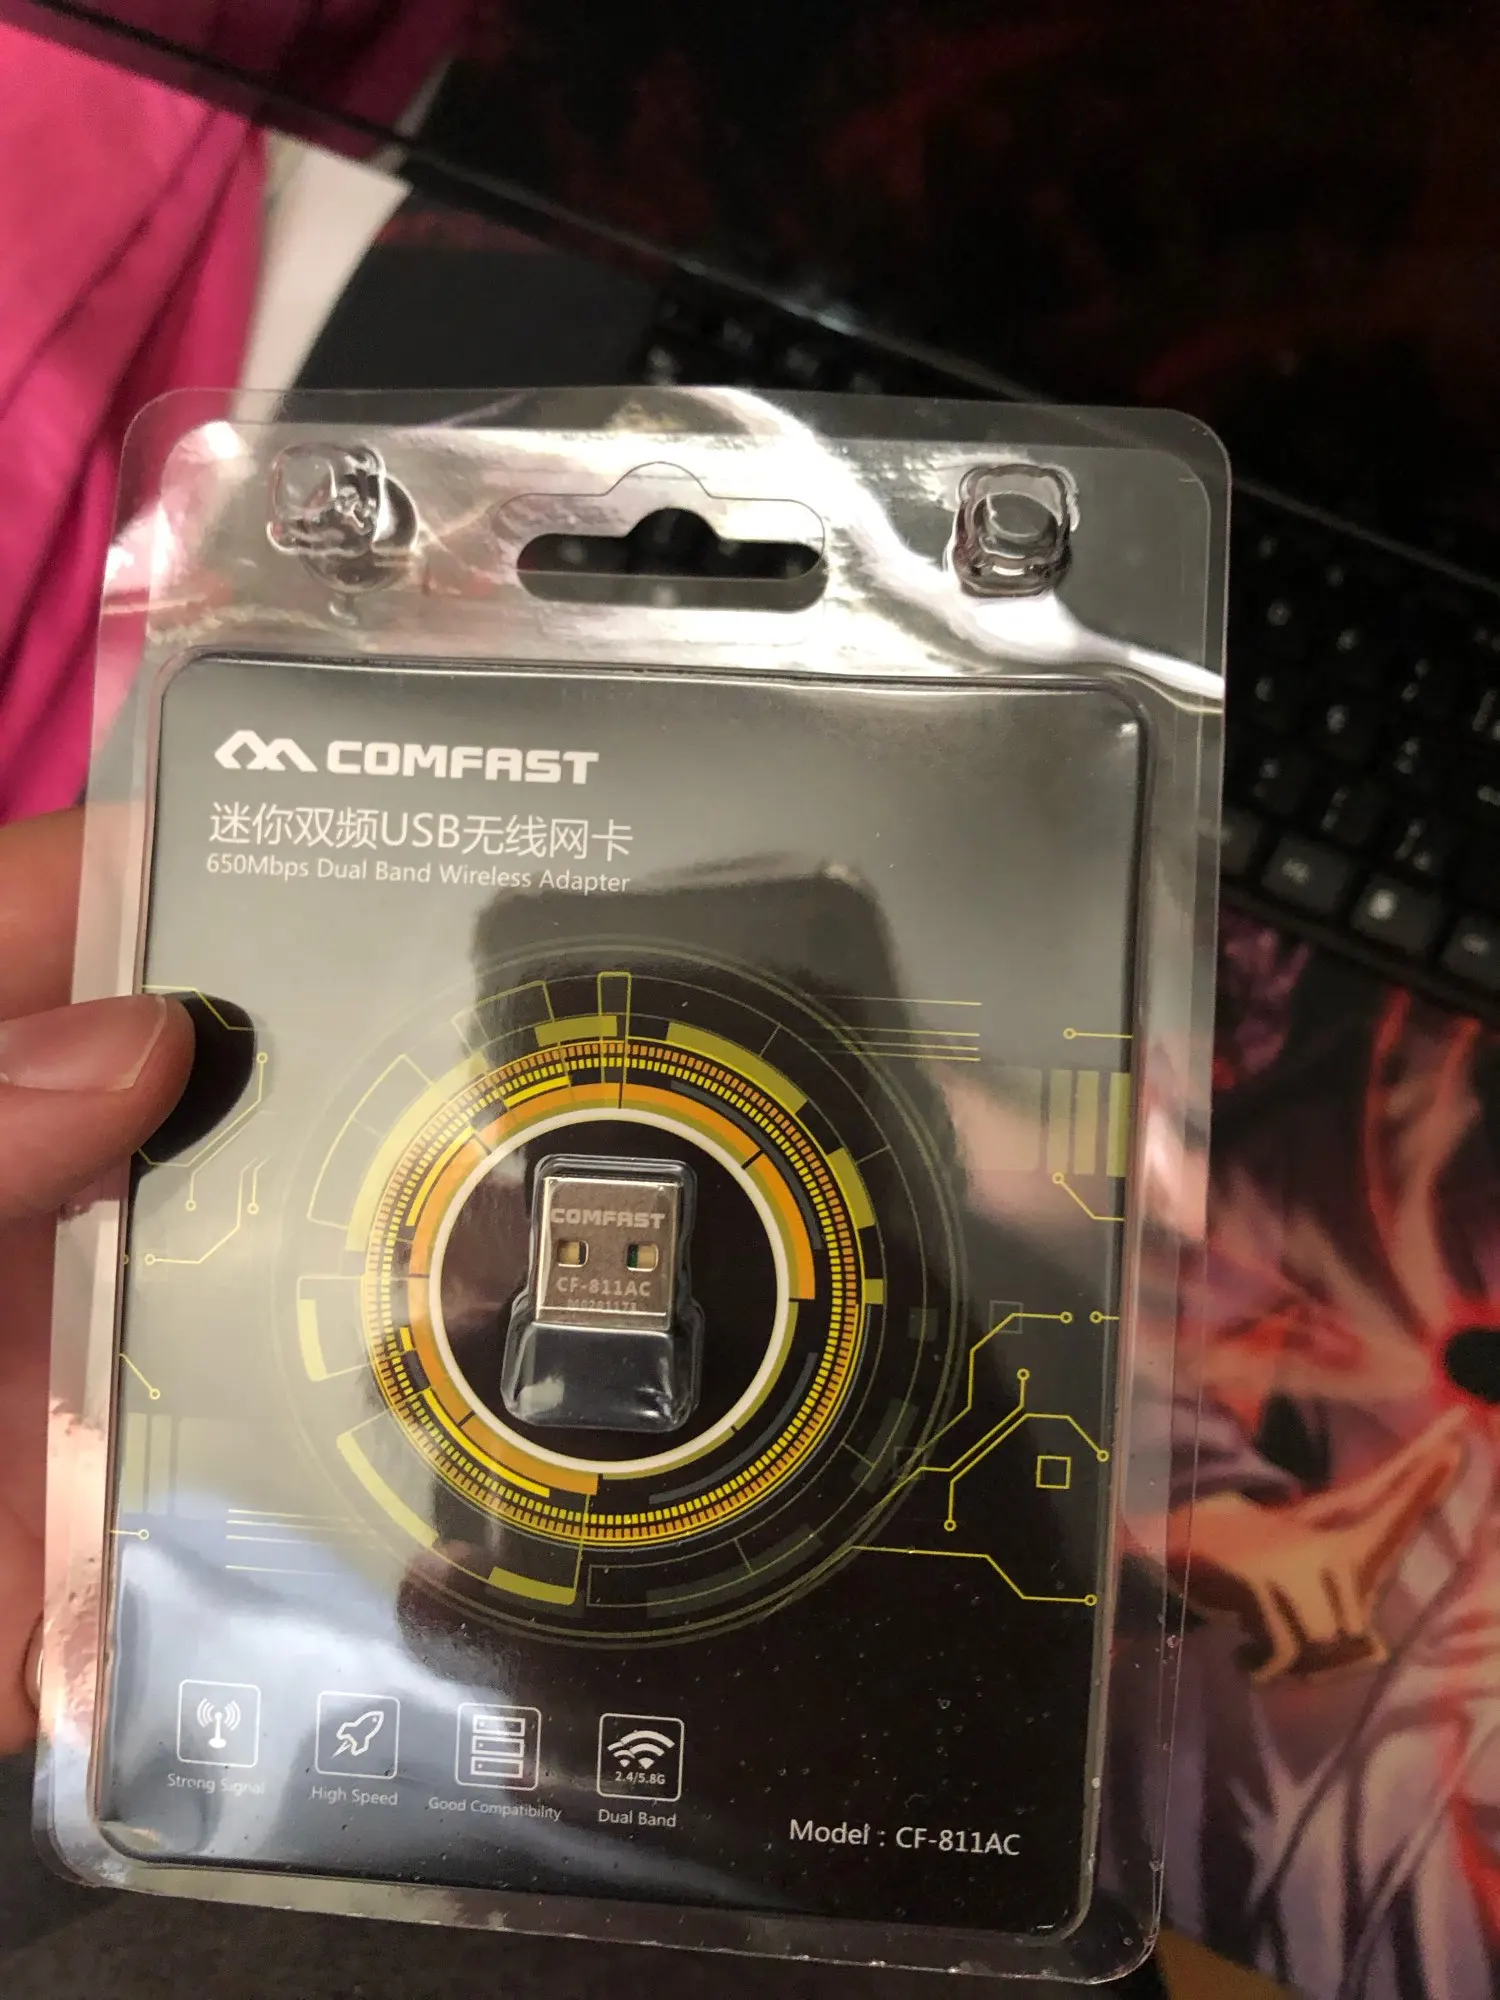 COMFAST
迷你双频USB无线网卡
650Mbps Dual Band Wireless Adapter
COMFAST
CF-811AC
Strong Signal
High Speed
Good Compatibility
2.4/5.8G
Dual Band
Model : CF-811AC